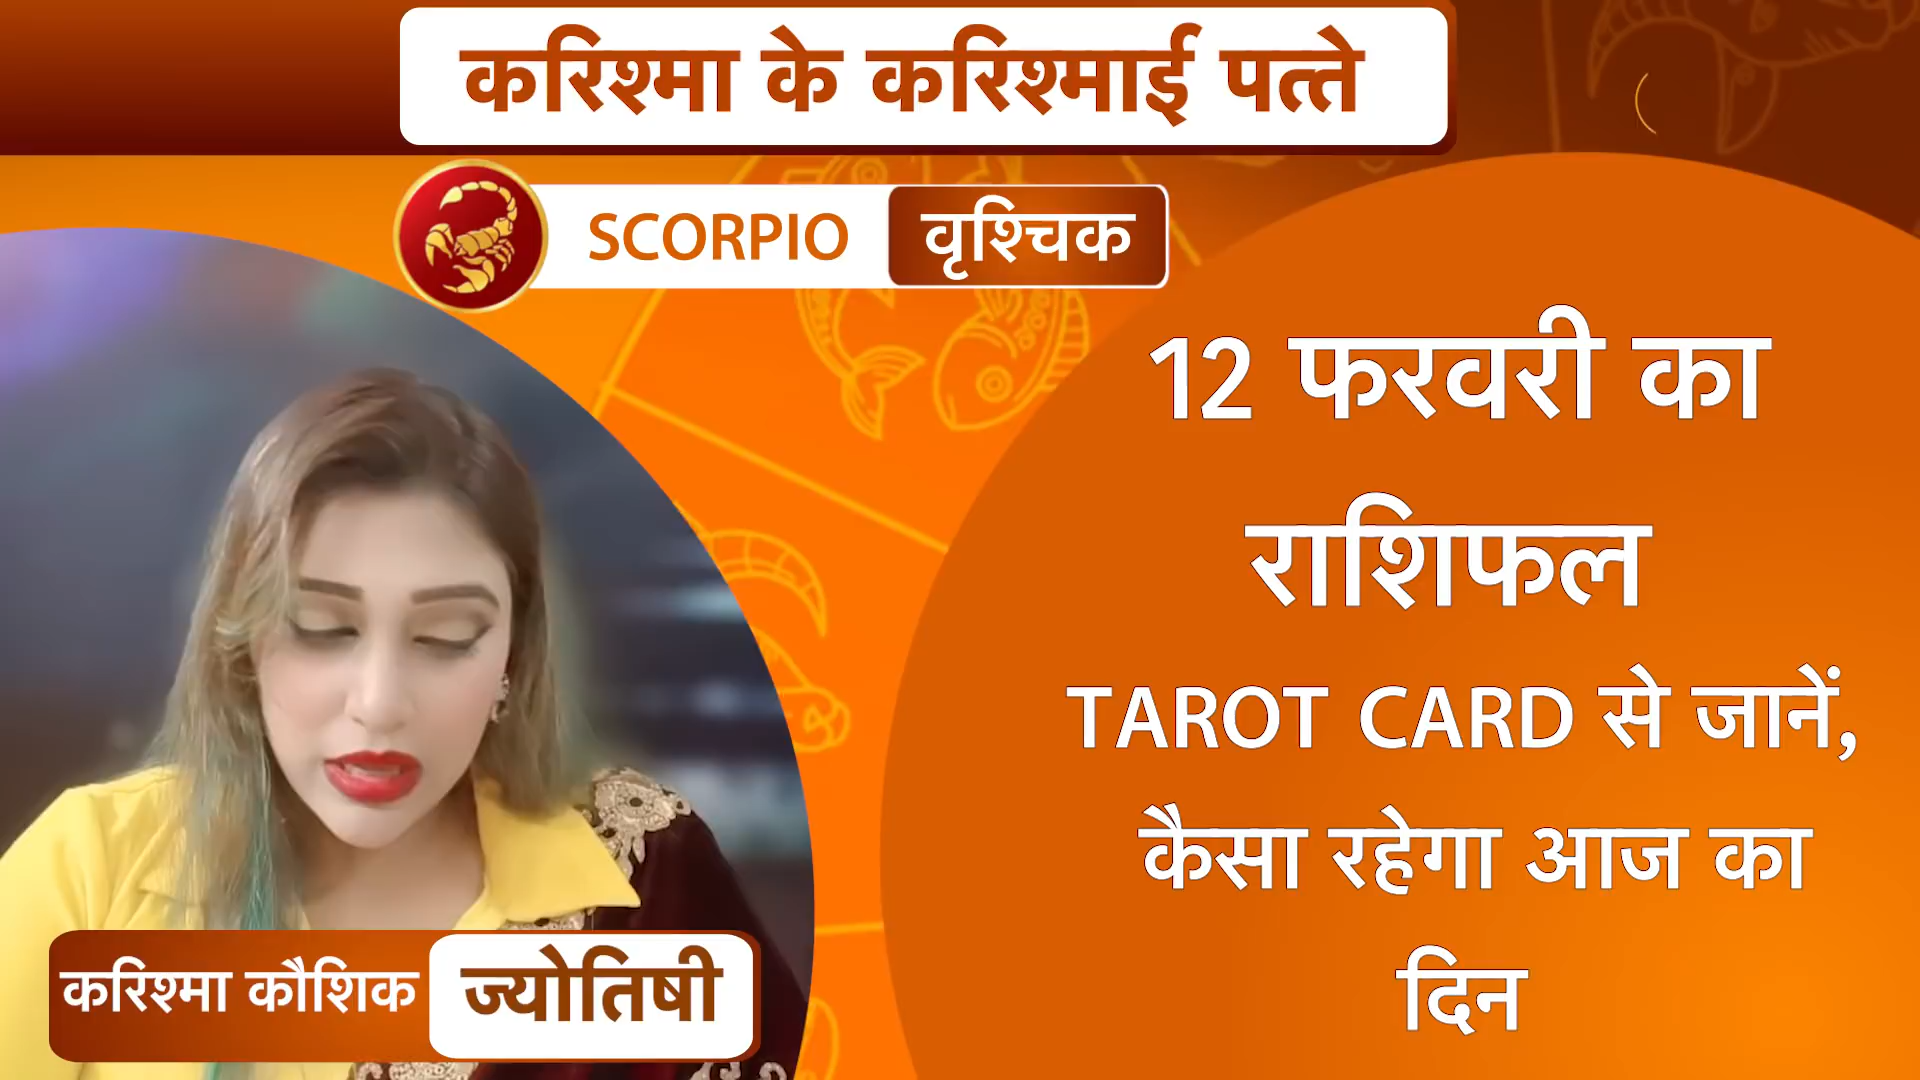 करिश्मा के करिश्माई पत्ते
SCORPIO वृश्चिक
12 फरवरी का
राशिफल
TAROT CARD से जानें,
कैसा रहेगा आज का
दिन
करिश्मा कौशिक ज्योतिषी